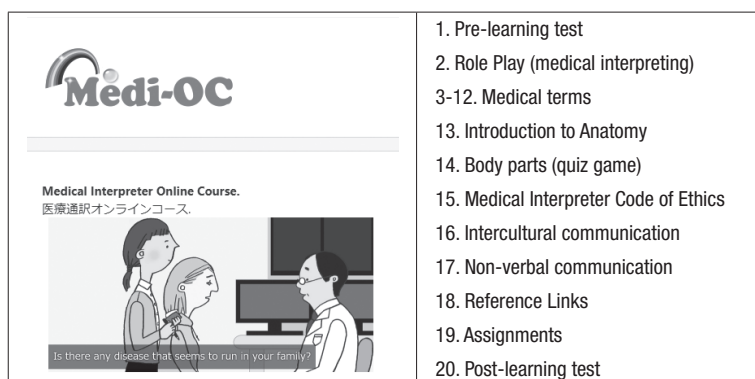 Medi-OC
Medical Interpreter Online Course.
医療通訳オンラインコース.
Is there any disease that seems to run in your family?
1. Pre-learning test
2. Role Play (medical interpreting)
3-12. Medical terms
13. Introduction to Anatomy
14. Body parts (quiz game)
15. Medical Interpreter Code of Ethics
16. Intercultural communication
17. Non-verbal communication
18. Reference Links
19. Assignments
20. Post-learning test